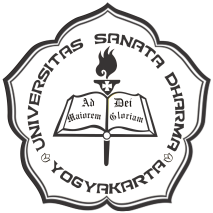 UNIVERSITAS SANATA DHARMA
Ad Dei
Maiorem Gloriam
YOGYAKARTA